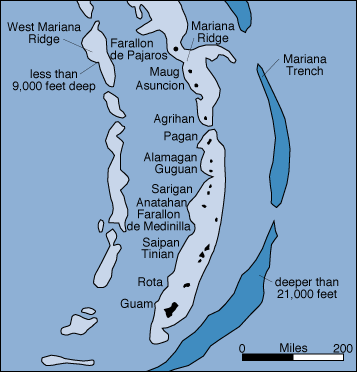 West Mariana
Ridge
less than
9,000 feet deep
Farallon
de Pajaros
Mariana
Ridge
Maug
Asuncion
Mariana
Trench
Agrihan
Pagan
Alamagan
Guguan
Sarigan
Anatahan
Farallon
de Medinilla
Saipan
Tinian
Rota
Guam
deeper than
21,000 feet
0 Miles 200